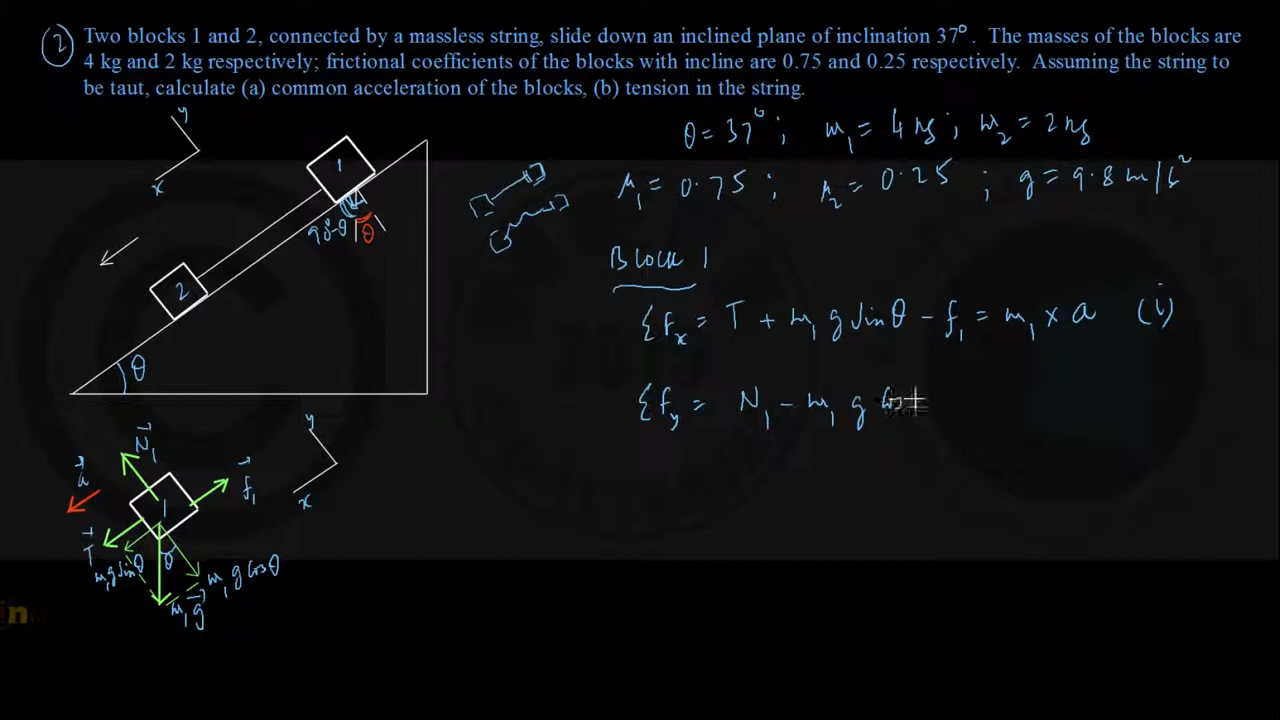 (2) Two blocks 1 and 2, connected by a massless string, slide down an inclined plane of inclination 37°. The masses of the blocks are
4 kg and 2 kg respectively; frictional coefficients of the blocks with incline are 0.75 and 0.25 respectively. Assuming the string to
be taut, calculate (a) common acceleration of the blocks, (b) tension in the string.
θ = 37° ; m₁ = 4 kg ; m₂ = 2 kg
μ₁ = 0.75 ; μ₂ = 0.25 ; g = 9.8 m/s²
y
x
1
90°-θ
θ
2
θ
Block 1
Σfₓ = T + m₁ g sinθ − f₁ = m₁ × a (i)
Σf_y = N₁ − m₁ g
y
x
N₁
a
f₁
1
T
m₁g sinθ
θ
m₁ g cosθ
m₁g